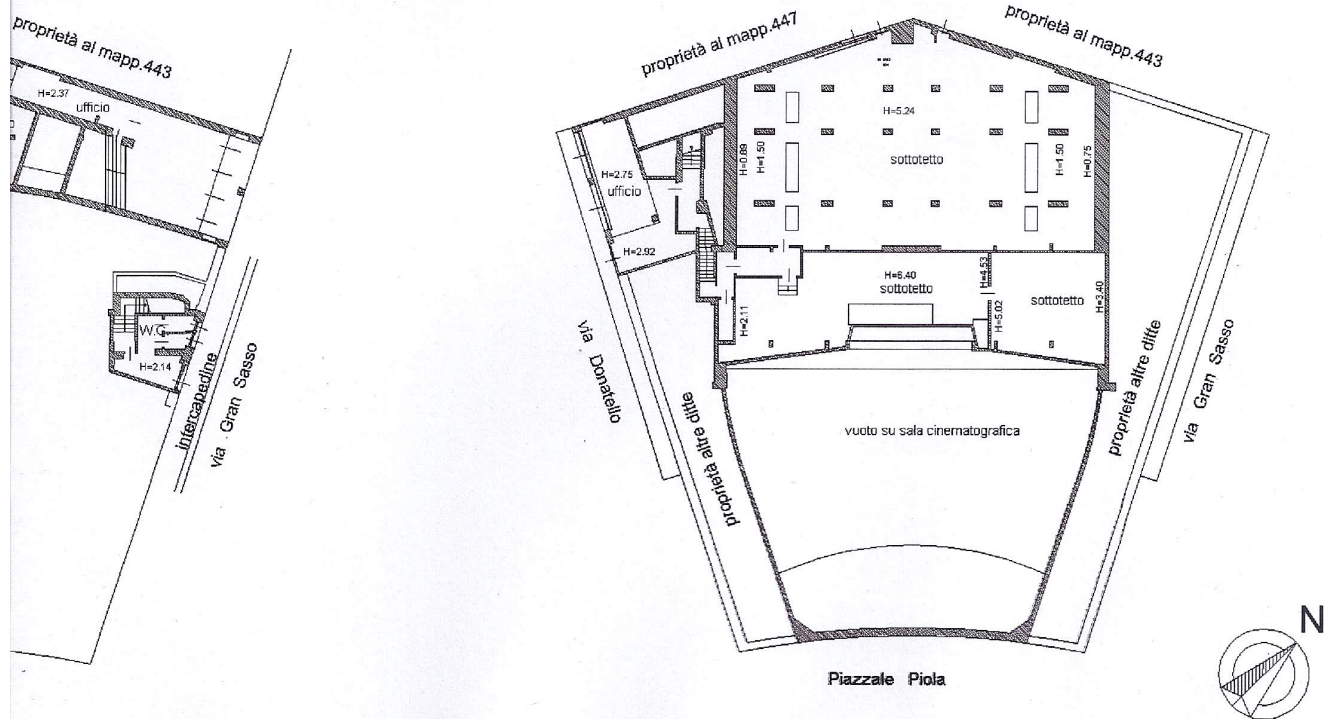 proprietà al mapp.443
H=2.37
ufficio
W.C
H=2.14
intercapedine
via Gran Sasso
proprietà al mapp.447
proprietà al mapp.443
H=5.24
sottotetto
H=0.89
H=1.50
H=1.50
H=0.75
H=2.75
ufficio
H=2.92
H=6.40
sottotetto
H=4.53
H=5.02
sottotetto
H=3.40
H=2.11
via Donatello
proprietà altre ditte
vuoto su sala cinematografica
proprietà altre ditte
via Gran Sasso
Piazzale Piola
N